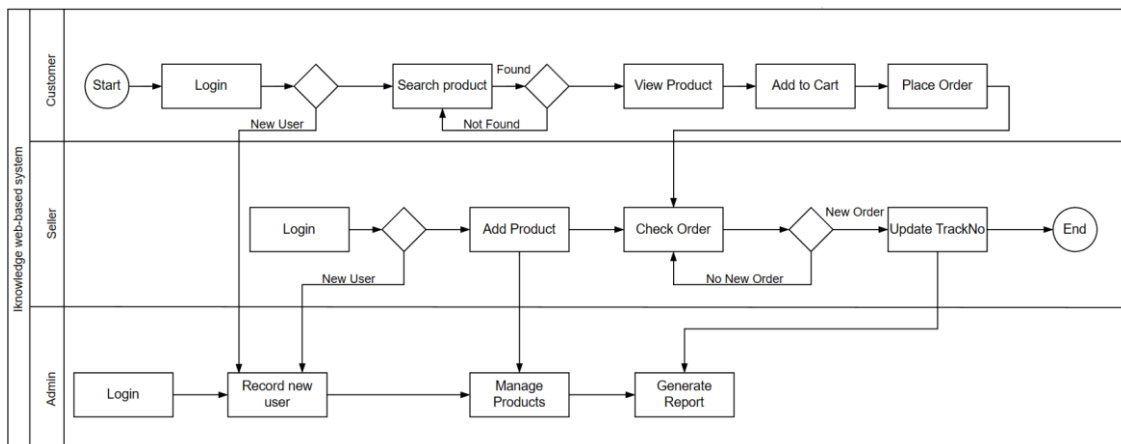 Iknowledge web-based system
Customer
Start
Login
New User
Search product
Found
Not Found
View Product
Add to Cart
Place Order
Seller
Login
New User
Add Product
Check Order
No New Order
New Order
Update TrackNo
End
Admin
Login
Record new
user
Manage
Products
Generate
Report